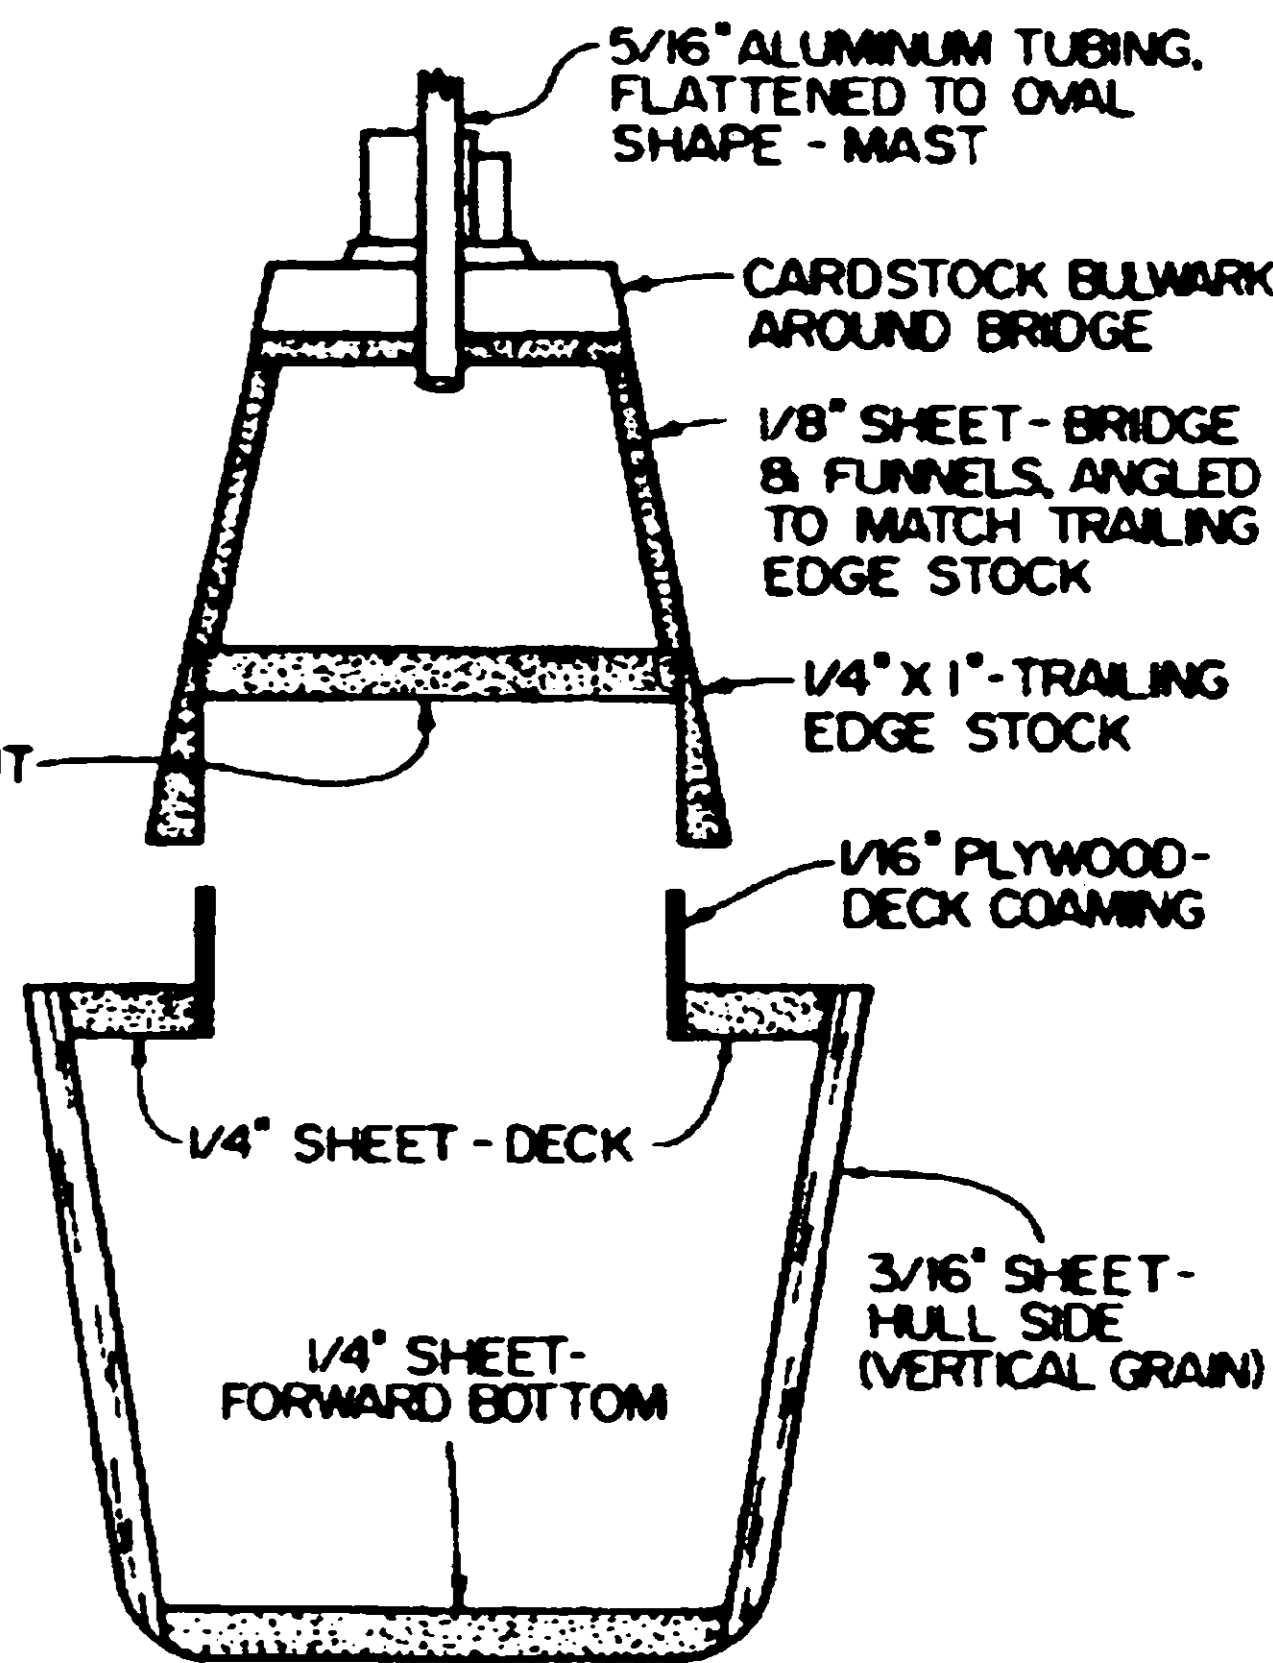 5/16" ALUMINUM TUBING,
FLATTENED TO OVAL
SHAPE - MAST
CARDSTOCK BULWARK
AROUND BRIDGE
1/8" SHEET - BRIDGE
& FUNNELS, ANGLED
TO MATCH TRAILING
EDGE STOCK
1/4" X 1" - TRAILING
EDGE STOCK
1/16" PLYWOOD -
DECK COAMING
1/4" SHEET - DECK
3/16" SHEET -
HULL SIDE
(VERTICAL GRAIN)
1/4" SHEET -
FORWARD BOTTOM